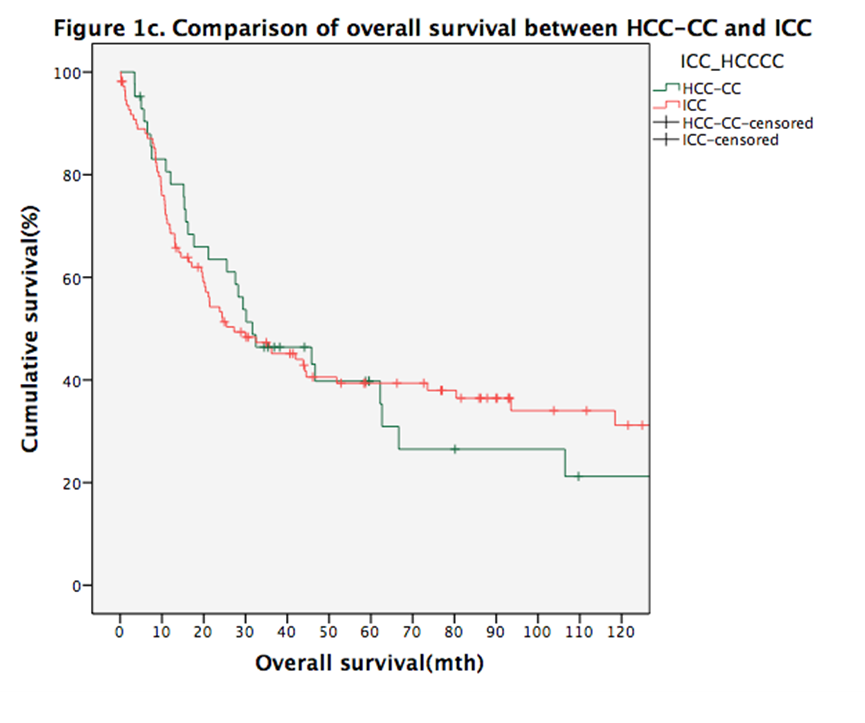 Figure 1c. Comparison of overall survival between HCC-CC and ICC
ICC_HCCCC
HCC-CC
ICC
HCC-CC-censored
ICC-censored
Cumulative survival(%)
100
80
60
40
20
0
0 10 20 30 40 50 60 70 80 90 100 110 120
Overall survival(mth)